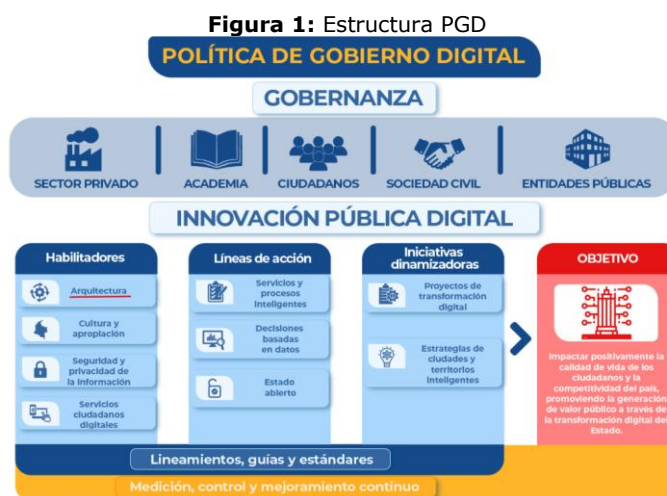 Figura 1: Estructura PGD
POLÍTICA DE GOBIERNO DIGITAL
GOBERNANZA
SECTOR PRIVADO
ACADEMIA
CIUDADANOS
SOCIEDAD CIVIL
ENTIDADES PÚBLICAS
INNOVACIÓN PÚBLICA DIGITAL
Habilitadores
Arquitectura
Cultura y
apropiación
Seguridad y
privacidad de
la Información
Servicios
ciudadanos
digitales
Líneas de acción
Servicios y
procesos
Inteligentes
Decisiones
basadas
en datos
Estado
abierto
Iniciativas
dinamizadoras
Proyectos de
transformación
digital
Estrategias de
ciudades y
territorios
Inteligentes
OBJETIVO
Impactar positivamente la
calidad de vida de los
ciudadanos y la
competitividad del país,
promoviendo la generación
de valor público a través de
la transformación digital del
Estado.
Lineamientos, guías y estándares
Medición, control y mejoramiento continuo